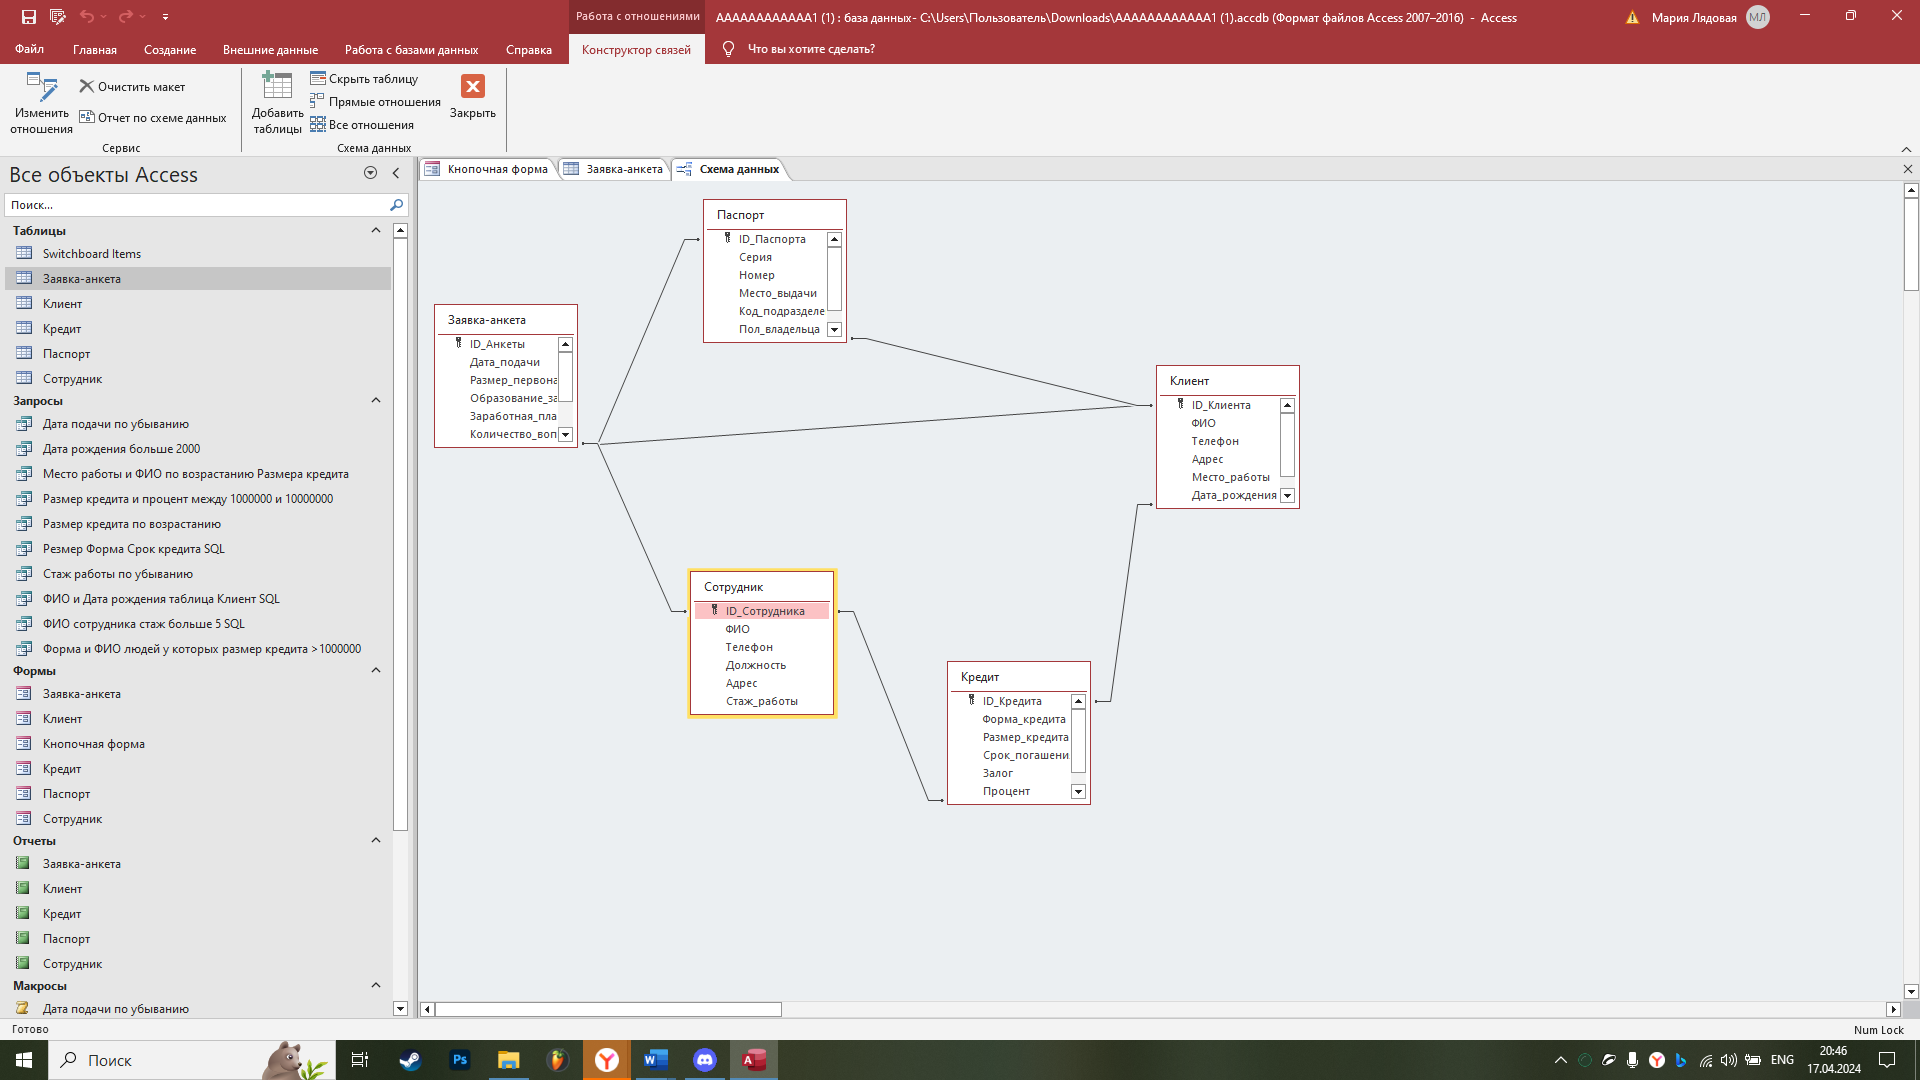 Работа с отношениями
АААААААААААА1 (1) : база данных- C:\Users\Пользователь\Downloads\АААААААААААА1 (1).accdb (Формат файлов Access 2007–2016) - Access
Мария Лядовая
МЛ
Файл
Главная
Создание
Внешние данные
Работа с базами данных
Справка
Конструктор связей
Что вы хотите сделать?
Изменить отношения
Очистить макет
Отчет по схеме данных
Сервис
Добавить таблицы
Скрыть таблицу
Прямые отношения
Все отношения
Схема данных
Закрыть
Все объекты Access
Поиск...
Таблицы
Switchboard Items
Заявка-анкета
Клиент
Кредит
Паспорт
Сотрудник
Запросы
Дата подачи по убыванию
Дата рождения больше 2000
Место работы и ФИО по возрастанию Размера кредита
Размер кредита и процент между 1000000 и 10000000
Размер кредита по возрастанию
Резмер Форма Срок кредита SQL
Стаж работы по убыванию
ФИО и Дата рождения таблица Клиент SQL
ФИО сотрудника стаж больше 5 SQL
Форма и ФИО людей у которых размер кредита >1000000
Формы
Заявка-анкета
Клиент
Кнопочная форма
Кредит
Паспорт
Сотрудник
Отчеты
Заявка-анкета
Клиент
Кредит
Паспорт
Сотрудник
Макросы
Дата подачи по убыванию
Кнопочная форма
Заявка-анкета
Схема данных
Паспорт
ID_Паспорта
Серия
Номер
Место_выдачи
Код_подразделе
Пол_владельца
Заявка-анкета
ID_Анкеты
Дата_подачи
Размер_первона
Образование_за
Заработная_пла
Количество_воп
Клиент
ID_Клиента
ФИО
Телефон
Адрес
Место_работы
Дата_рождения
Сотрудник
ID_Сотрудника
ФИО
Телефон
Должность
Адрес
Стаж_работы
Кредит
ID_Кредита
Форма_кредита
Размер_кредита
Срок_погашени
Залог
Процент
Готово
Num Lock
Поиск
Ps
ENG
20:46
17.04.2024